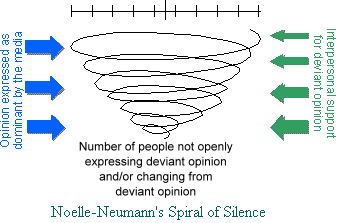 Opinion expressed as
dominant by the media
Interpersonal support
for deviant opinion
Number of people not openly
expressing deviant opinion
and/or changing from
deviant opinion
Noelle-Neumann's Spiral of Silence